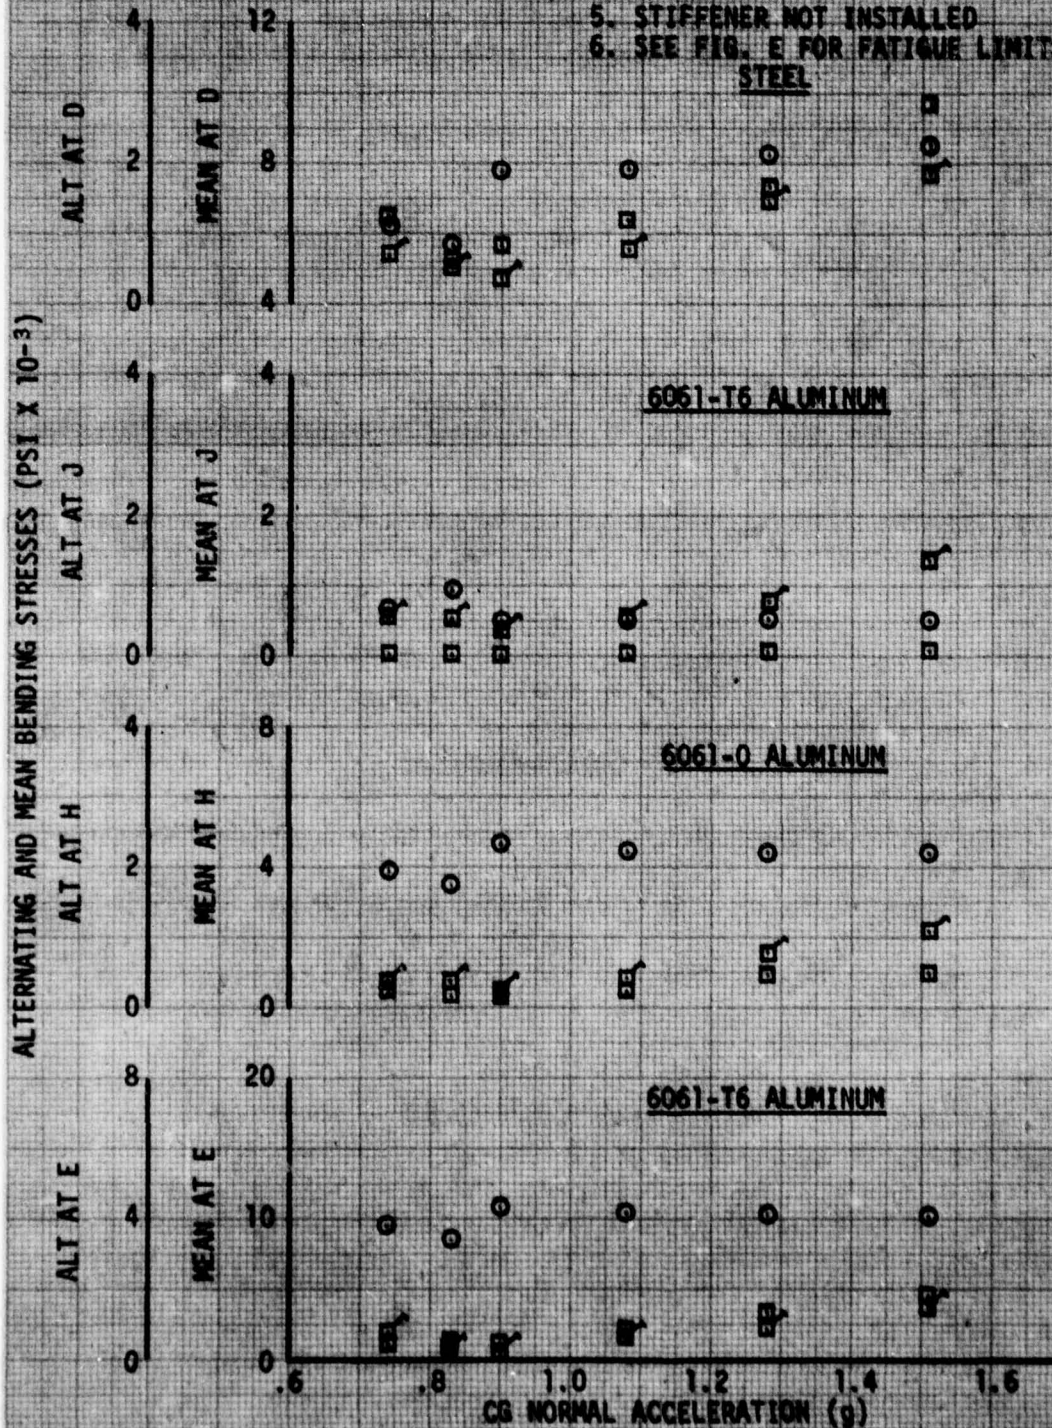 5. STIFFENER NOT INSTALLED
6. SEE FIG. E FOR FATIGUE LIMIT
STEEL
ALTERNATING AND MEAN BENDING STRESSES (PSI X 10-3)
ALT AT D
4
2
0
MEAN AT D
12
8
4
6061-T6 ALUMINUM
ALT AT J
4
2
0
MEAN AT J
4
2
0
6061-0 ALUMINUM
ALT AT H
4
2
0
MEAN AT H
8
4
0
6061-T6 ALUMINUM
ALT AT E
8
4
0
MEAN AT E
20
10
0
.6 .8 1.0 1.2 1.4 1.6
CG NORMAL ACCELERATION (g)